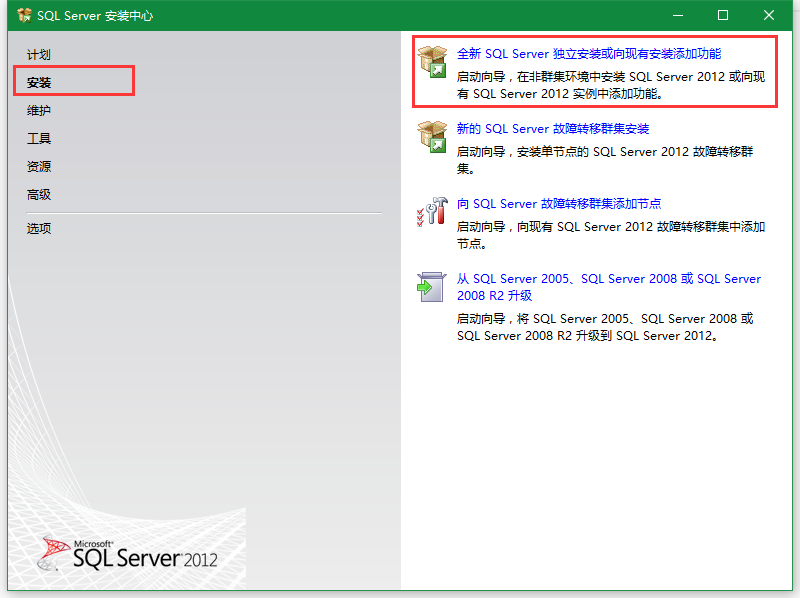 SQL Server 安装中心
计划
安装
维护
工具
资源
高级
选项
全新 SQL Server 独立安装或向现有安装添加功能
启动向导，在非群集环境中安装 SQL Server 2012 或向现
有 SQL Server 2012 实例中添加功能。
新的 SQL Server 故障转移群集安装
启动向导，安装单节点的 SQL Server 2012 故障转移群
集。
向 SQL Server 故障转移群集添加节点
启动向导，向现有 SQL Server 2012 故障转移群集中添加
节点。
从 SQL Server 2005、SQL Server 2008 或 SQL Server
2008 R2 升级
启动向导，将 SQL Server 2005、SQL Server 2008 或
SQL Server 2008 R2 升级到 SQL Server 2012。
Microsoft®
SQL Server® 2012